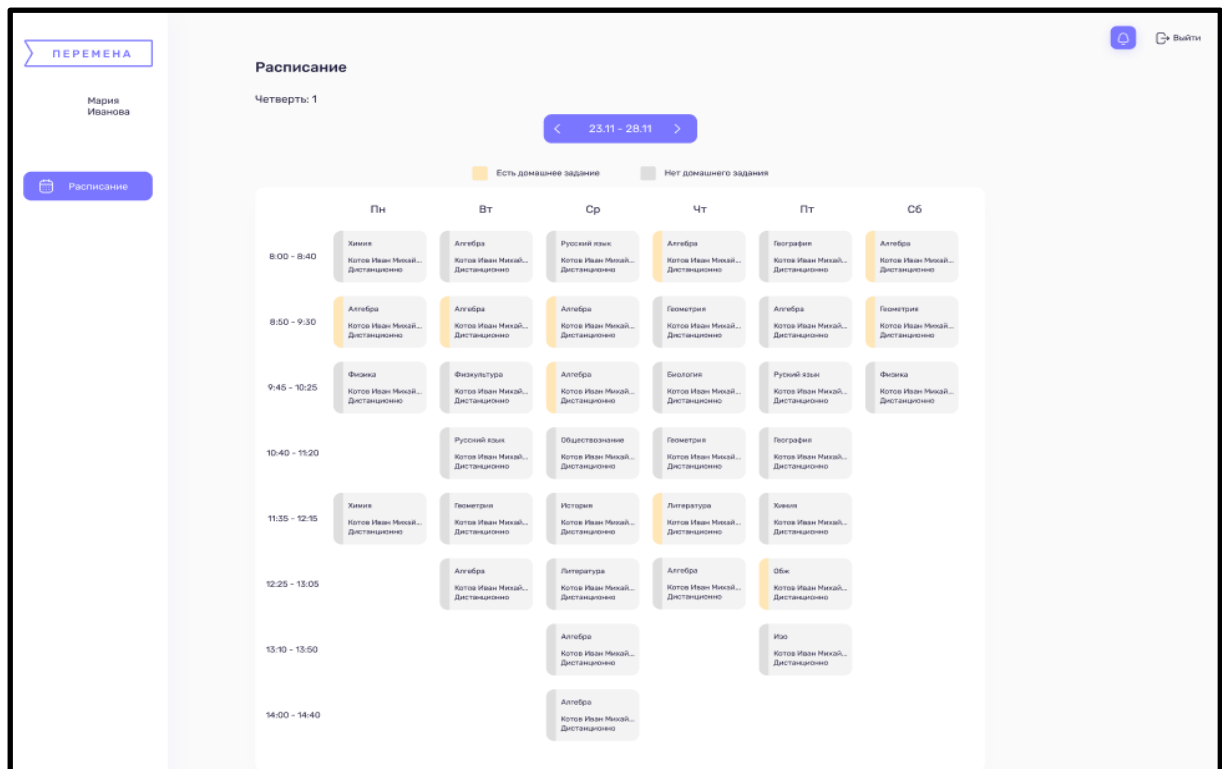 ПЕРЕМЕНА
Выйти
Расписание
Мария
Иванова
Четверть: 1
23.11 - 28.11
Расписание
Есть домашнее задание Нет домашнего задания
Пн Вт Ср Чт Пт Сб
8:00 - 8:40
Химия Алгебра Русский язык Алгебра География Алгебра
Котов Иван Михай... Котов Иван Михай... Котов Иван Михай... Котов Иван Михай... Котов Иван Михай... Котов Иван Михай...
Дистанционно Дистанционно Дистанционно Дистанционно Дистанционно Дистанционно
8:50 - 9:30
Алгебра Алгебра Алгебра Геометрия Алгебра Геометрия
Котов Иван Михай... Котов Иван Михай... Котов Иван Михай... Котов Иван Михай... Котов Иван Михай... Котов Иван Михай...
Дистанционно Дистанционно Дистанционно Дистанционно Дистанционно Дистанционно
9:45 - 10:25
Физика Физкультура Алгебра Биология Руский язык Физика
Котов Иван Михай... Котов Иван Михай... Котов Иван Михай... Котов Иван Михай... Котов Иван Михай... Котов Иван Михай...
Дистанционно Дистанционно Дистанционно Дистанционно Дистанционно Дистанционно
10:40 - 11:20
Русский язык Обществознание Геометрия География
Котов Иван Михай... Котов Иван Михай... Котов Иван Михай... Котов Иван Михай...
Дистанционно Дистанционно Дистанционно Дистанционно
11:35 - 12:15
Химия Геометрия История Литература Химия
Котов Иван Михай... Котов Иван Михай... Котов Иван Михай... Котов Иван Михай... Котов Иван Михай...
Дистанционно Дистанционно Дистанционно Дистанционно Дистанционно
12:25 - 13:05
Алгебра Литература Алгебра Обж
Котов Иван Михай... Котов Иван Михай... Котов Иван Михай... Котов Иван Михай...
Дистанционно Дистанционно Дистанционно Дистанционно
13:10 - 13:50
Алгебра Изо
Котов Иван Михай... Котов Иван Михай...
Дистанционно Дистанционно
14:00 - 14:40
Алгебра
Котов Иван Михай...
Дистанционно